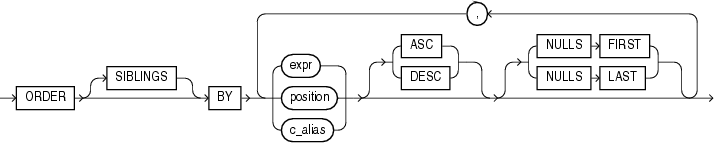 ,
expr ASC NULLS FIRST
SIBLINGS DESC NULLS LAST
ORDER BY position
c_alias